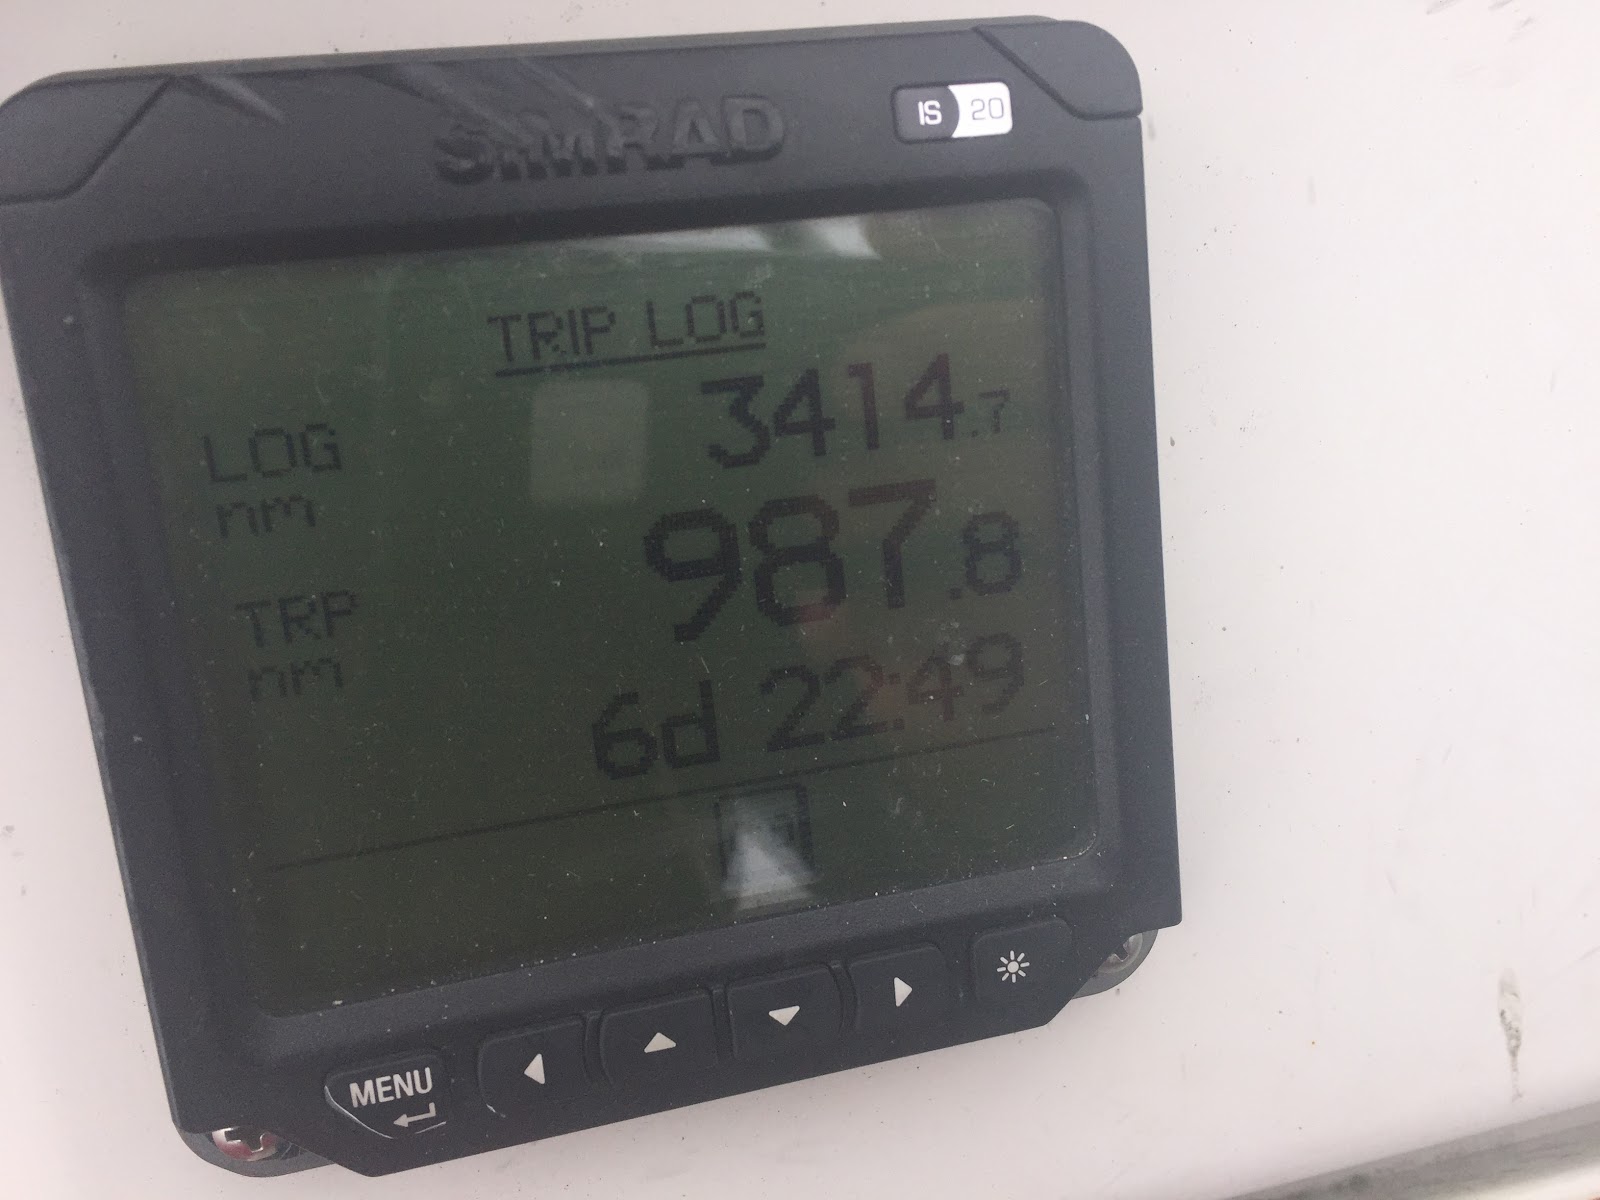 SIMRAD
IS 20
TRIP LOG
LOG 3414.7
nm
987.8
TRP
nm
6d 22:49
MENU